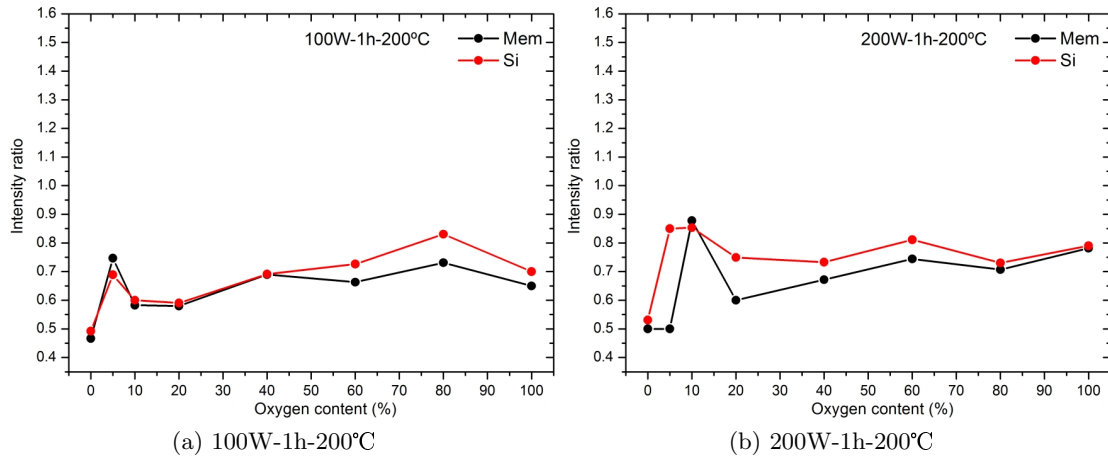 1.6
1.5
1.4
1.3
1.2
1.1
1.0
0.9
0.8
0.7
0.6
0.5
0.4
Intensity ratio
100W-1h-200ºC
Mem
Si
0 10 20 30 40 50 60 70 80 90 100
Oxygen content (%)
(a) 100W-1h-200℃
1.6
1.5
1.4
1.3
1.2
1.1
1.0
0.9
0.8
0.7
0.6
0.5
0.4
Intensity ratio
200W-1h-200ºC
Mem
Si
0 10 20 30 40 50 60 70 80 90 100
Oxygen content (%)
(b) 200W-1h-200℃